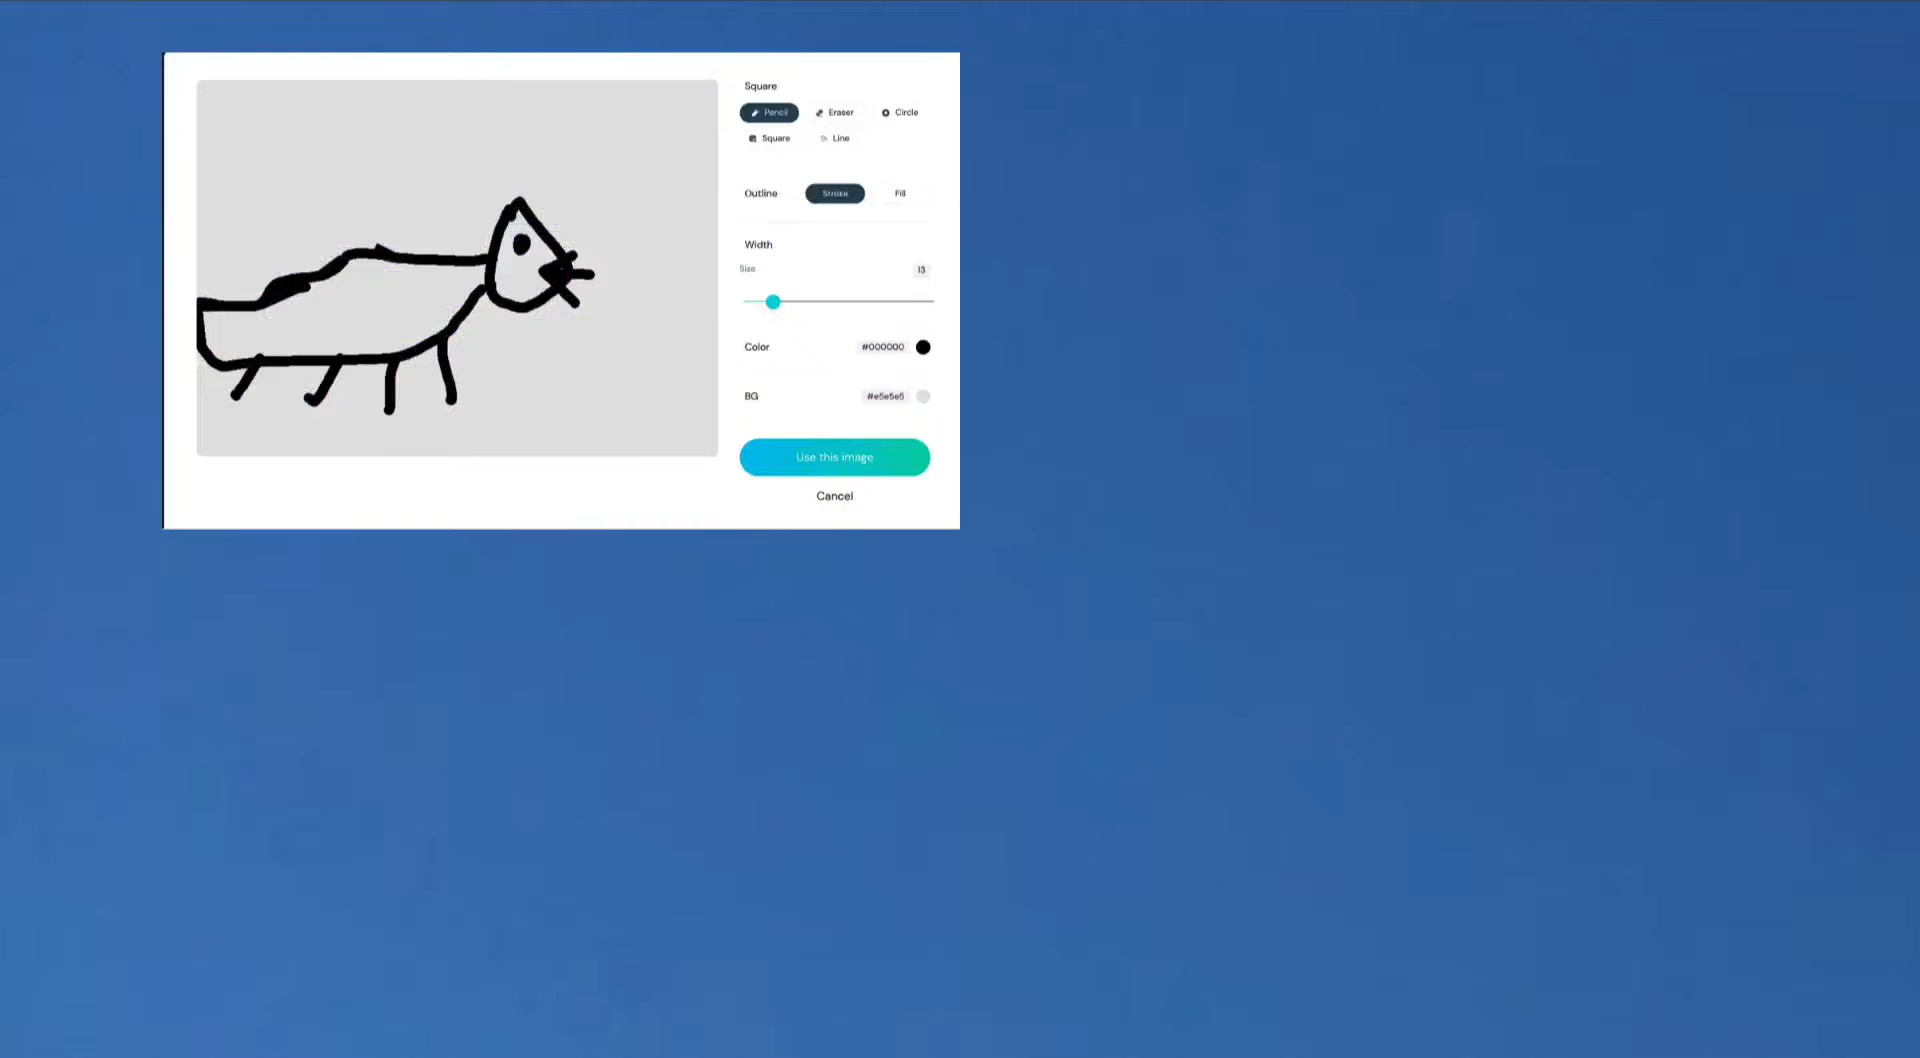 Square
Pencil Eraser Circle
Square Line
Outline Stroke Fill
Width
Size 13
Color #000000
BG #e5e5e5
Use this image
Cancel